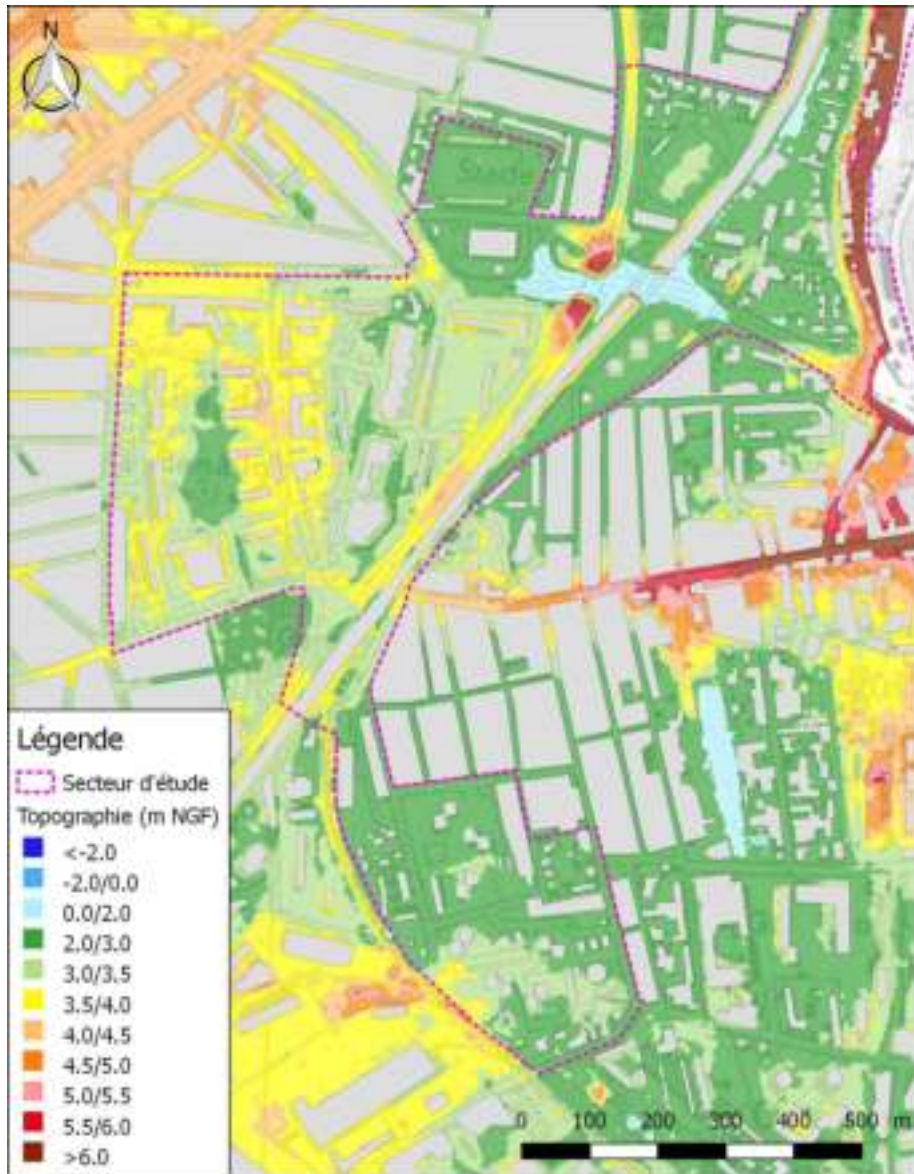 N
Stade
Légende
Secteur d'étude
Topographie (m NGF)
<-2.0
-2.0/0.0
0.0/2.0
2.0/3.0
3.0/3.5
3.5/4.0
4.0/4.5
4.5/5.0
5.0/5.5
5.5/6.0
>6.0
0 100 200 300 400 500 m